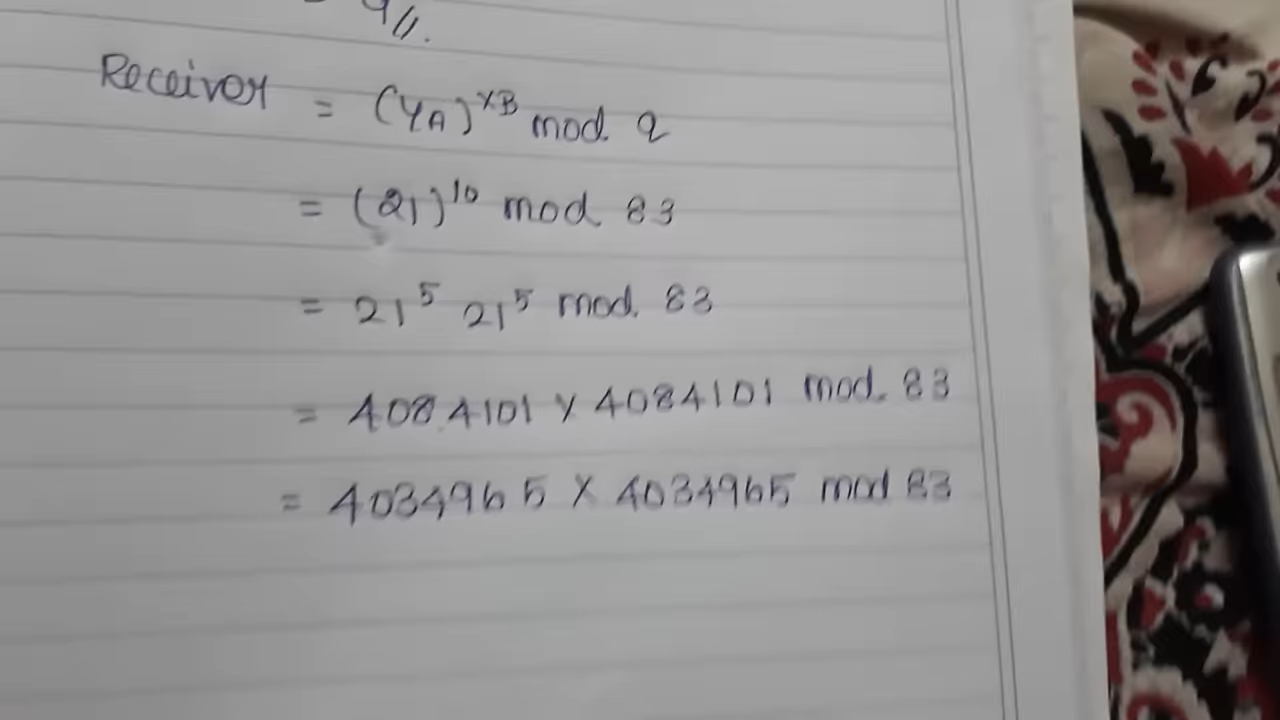 9//.
Receiver = (YA)^XB mod. q
= (21)^10 mod 83
= 21^5 21^5 mod. 83
= 4084101 x 4084101 mod. 83
= 4034965 x 4034965 mod 83